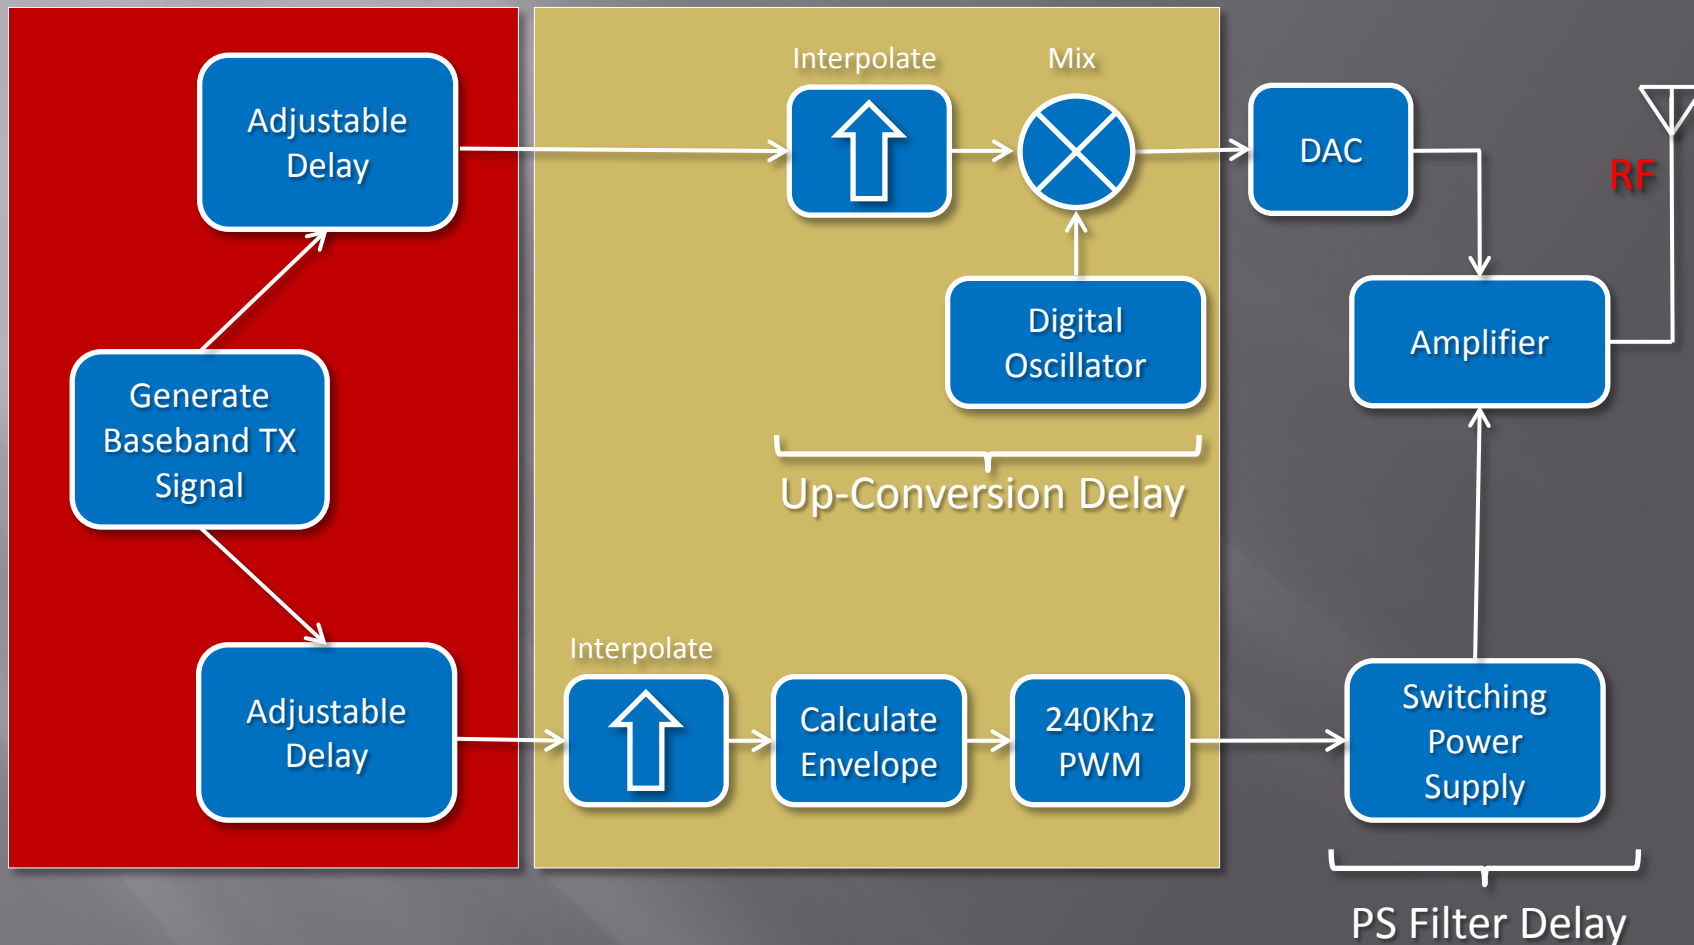 Interpolate
Mix
Adjustable
Delay
DAC
RF
Digital
Oscillator
Amplifier
Generate
Baseband TX
Signal
Up-Conversion Delay
Interpolate
Adjustable
Delay
Calculate
Envelope
240Khz
PWM
Switching
Power
Supply
PS Filter Delay